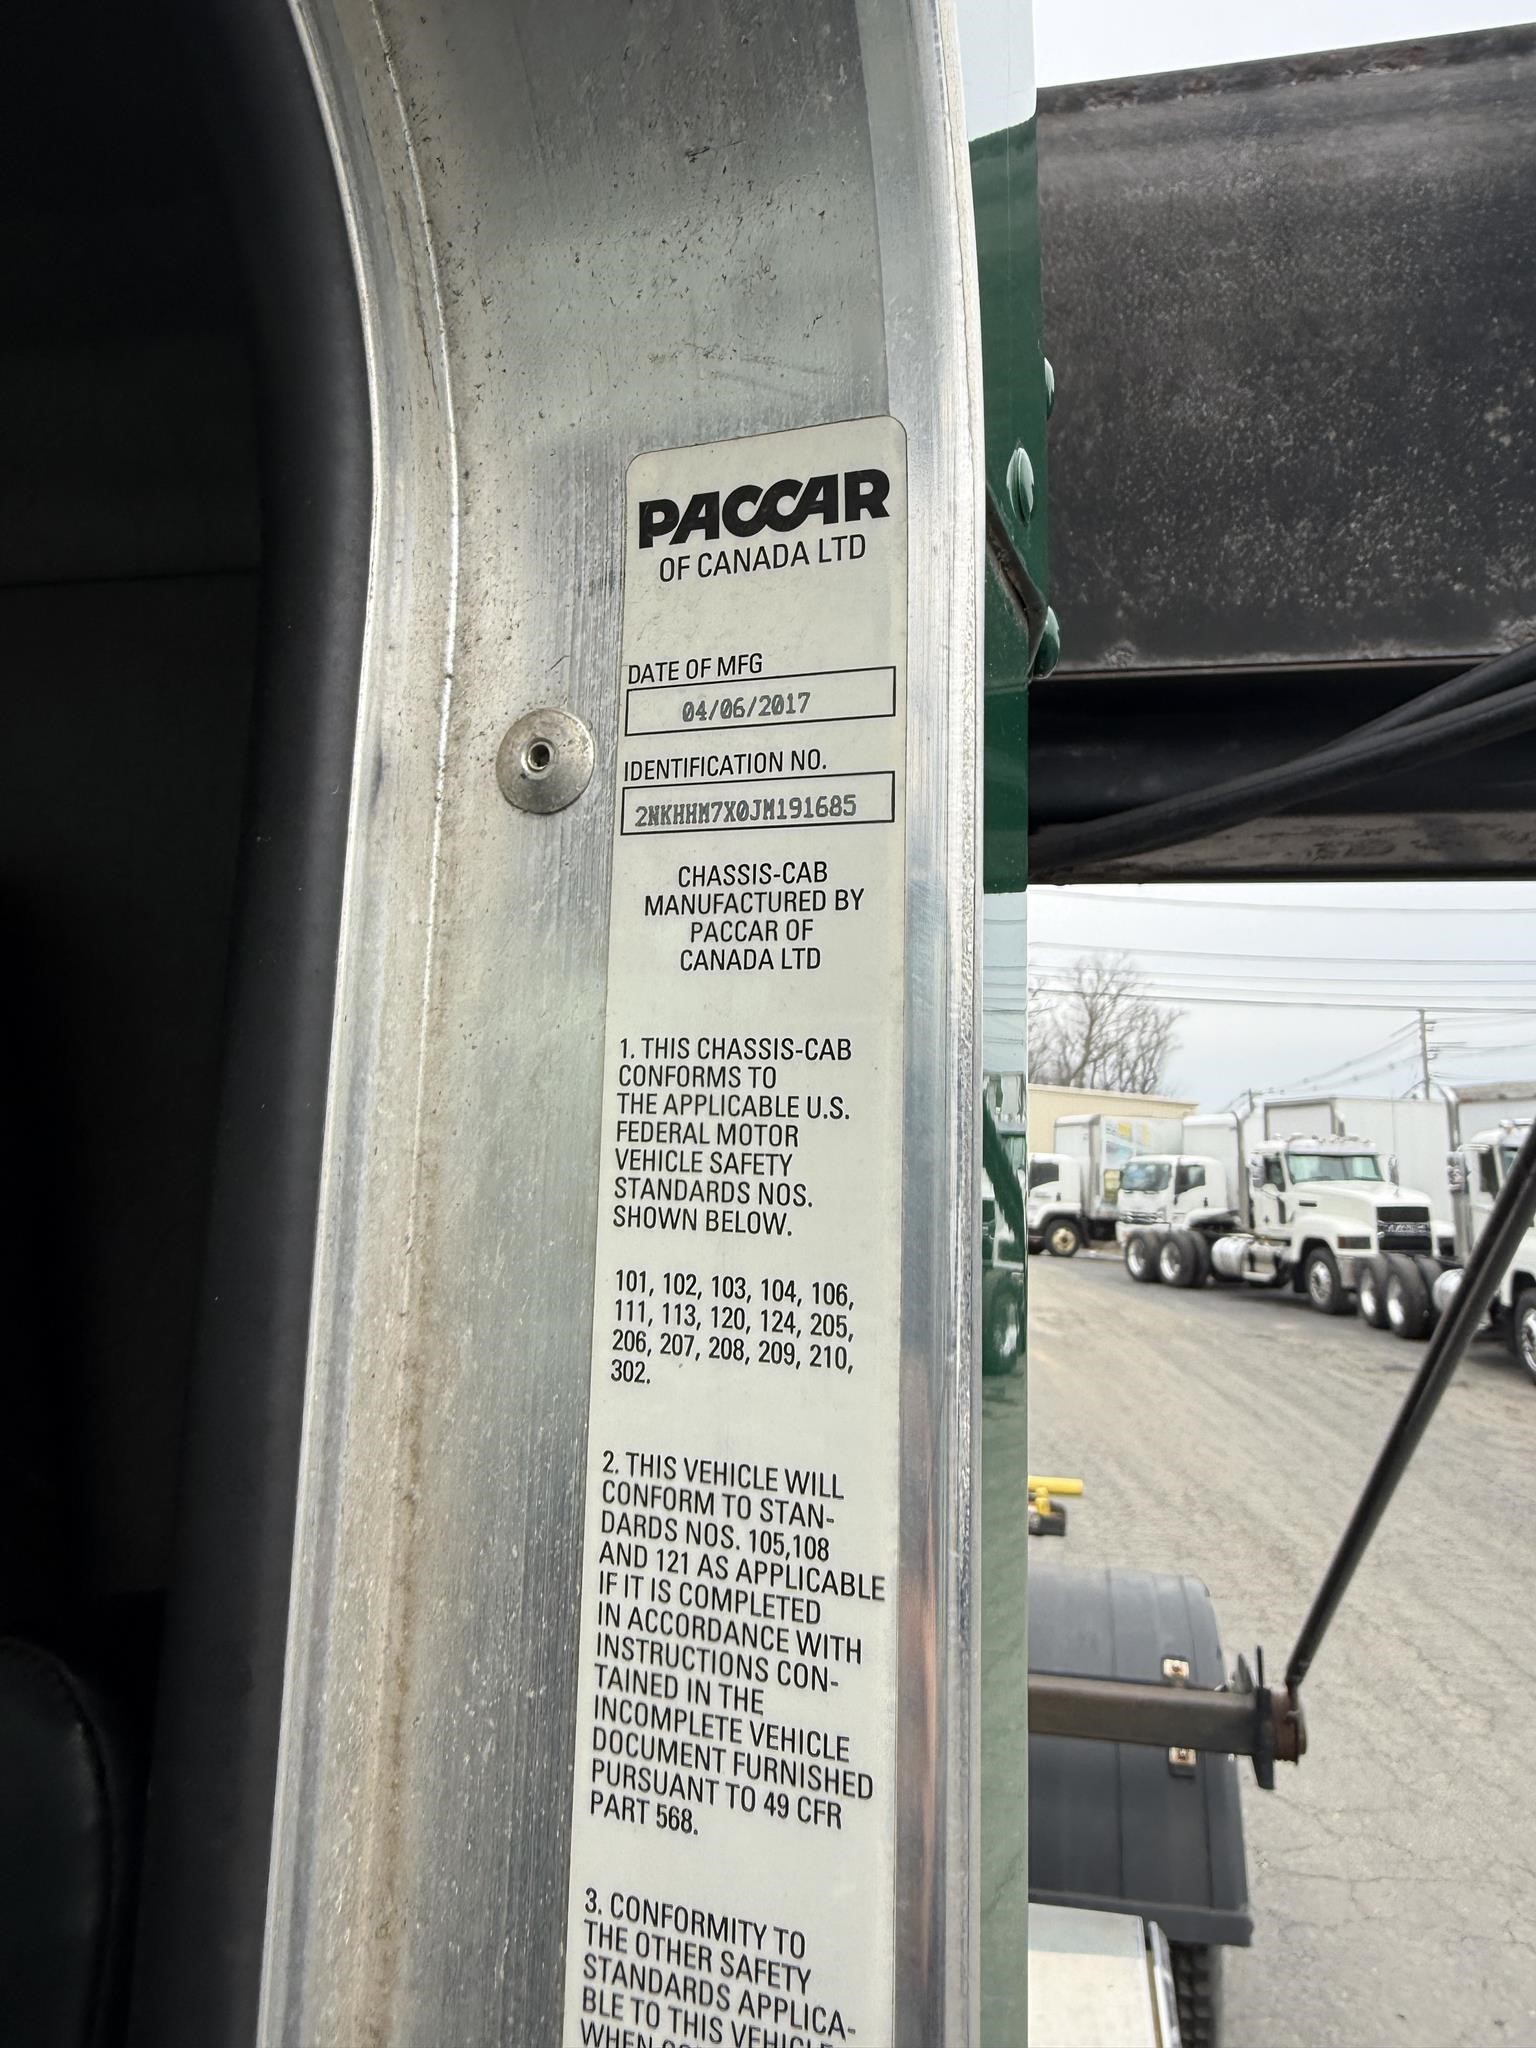 PACCAR
OF CANADA LTD
DATE OF MFG
04/06/2017
IDENTIFICATION NO.
2NKHHM7X0JM191685
CHASSIS-CAB
MANUFACTURED BY
PACCAR OF
CANADA LTD
1. THIS CHASSIS-CAB
CONFORMS TO
THE APPLICABLE U.S.
FEDERAL MOTOR
VEHICLE SAFETY
STANDARDS NOS.
SHOWN BELOW.
101, 102, 103, 104, 106,
111, 113, 120, 124, 205,
206, 207, 208, 209, 210,
302.
2. THIS VEHICLE WILL
CONFORM TO STAN-
DARDS NOS. 105,108
AND 121 AS APPLICABLE
IF IT IS COMPLETED
IN ACCORDANCE WITH
INSTRUCTIONS CON-
TAINED IN THE
INCOMPLETE VEHICLE
DOCUMENT FURNISHED
PURSUANT TO 49 CFR
PART 568.
3. CONFORMITY TO
THE OTHER SAFETY
STANDARDS APPLICA-
BLE TO THIS VEHICLE
WHEN